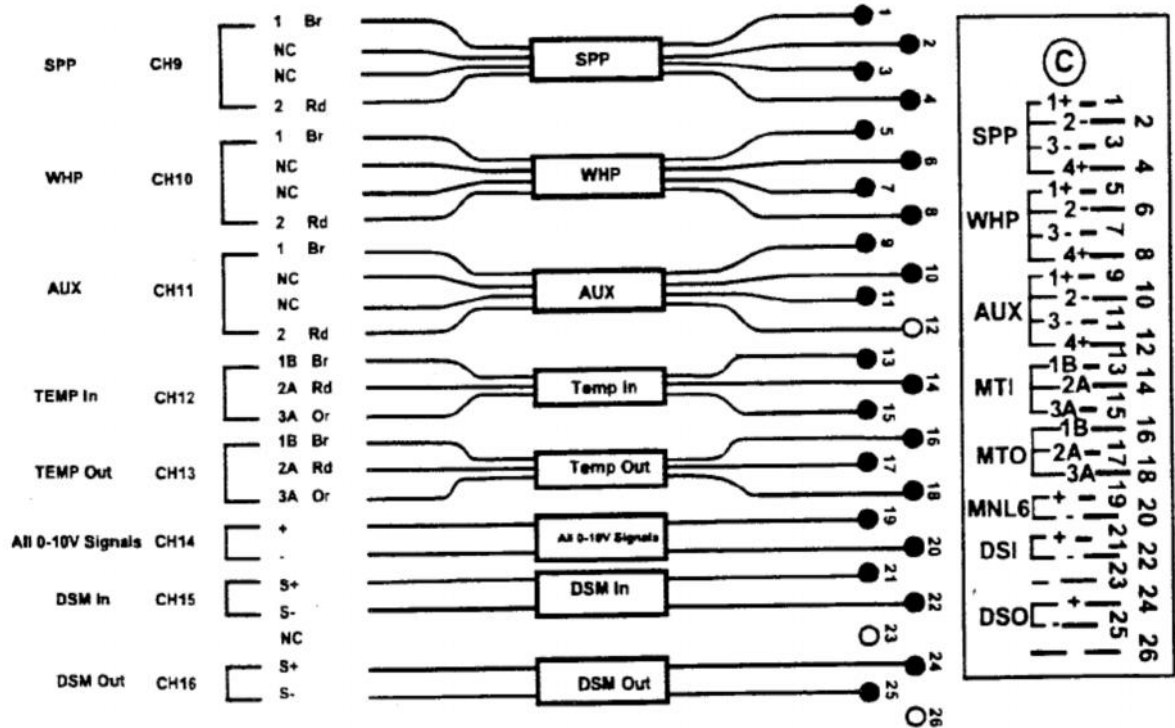 1 Br
NC
SPP CH9
NC
2 Rd
SPP
1
2
3
4
1 Br
NC
WHP CH10
NC
2 Rd
WHP
5
6
7
8
1 Br
NC
AUX CH11
NC
2 Rd
AUX
9
10
11
12
1B Br
TEMP In CH12 2A Rd
3A Or
Temp In
13
14
15
1B Br
TEMP Out CH13 2A Rd
3A Or
Temp Out
16
17
18
+
All 0-10V Signals CH14
-
All 0-10V Signals
19
20
S+
DSM In CH15
S-
DSM In
21
22
NC
23
S+
DSM Out CH16
S-
DSM Out
24
25
26
C
SPP
1+ 1
2- 2
3- 3
4+ 4
WHP
1+ 5
2- 6
3- 7
4+ 8
AUX
1+ 9
2- 10
3- 11
4+ 12
MTI
1B 13
2A 14
3A 15
MTO
1B 16
2A 17
3A 18
MNL6
+ 19
- 20
DSI
+ 21
- 22
23
DSO
+ 24
- 25
26